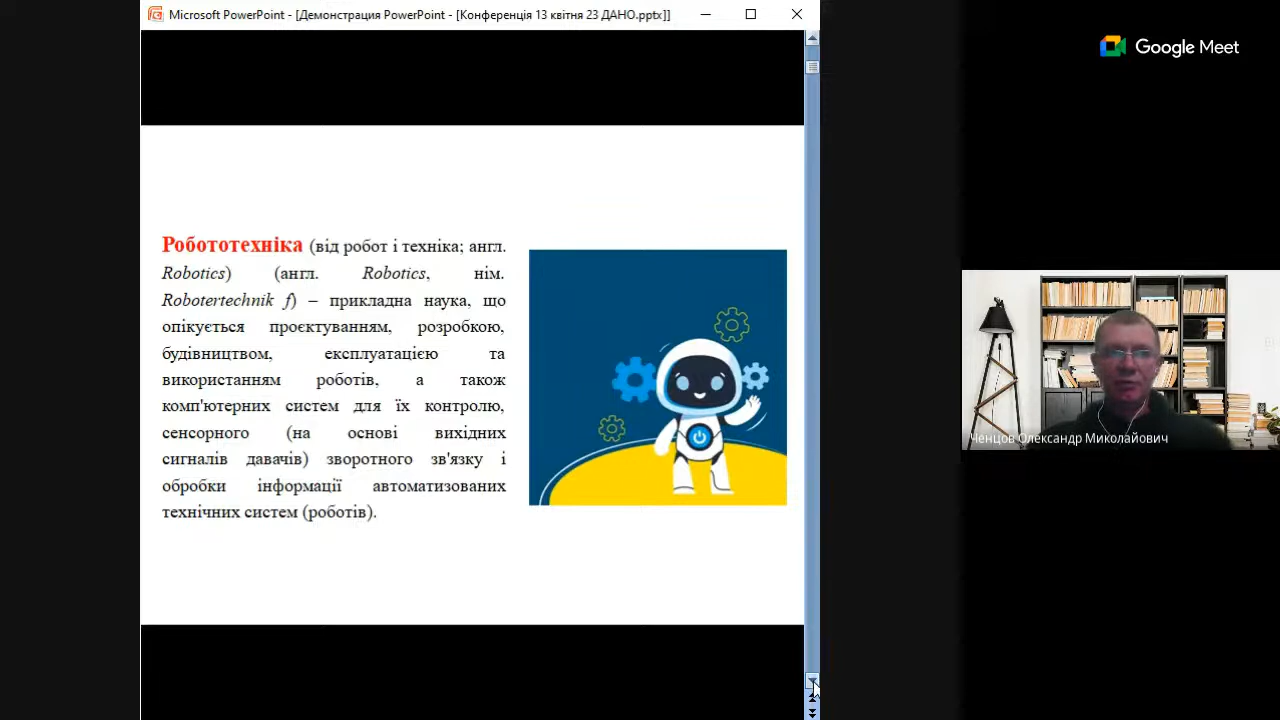 Microsoft PowerPoint - [Демонстрация PowerPoint - [Конференція 13 квітня 23 ДАНО.pptx]]
Google Meet
Робототехніка (від робот і техніка; англ.
Robotics) (англ. Robotics, нім.
Robotertechnik f) – прикладна наука, що
опікується проєктуванням, розробкою,
будівництвом, експлуатацією та
використанням роботів, а також
комп'ютерних систем для їх контролю,
сенсорного (на основі вихідних
сигналів давачів) зворотного зв'язку і
обробки інформації автоматизованих
технічних систем (роботів).
Ченцов Олександр Миколайович